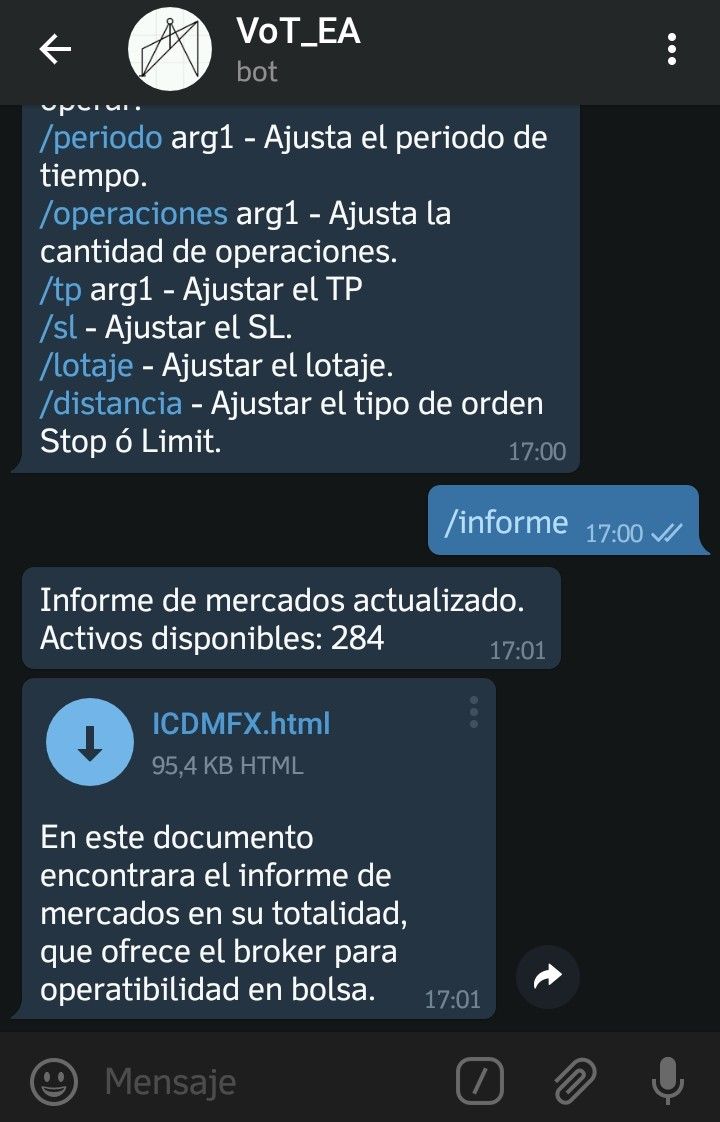 VoT_EA
bot
operar.
/periodo arg1 - Ajusta el periodo de
tiempo.
/operaciones arg1 - Ajusta la
cantidad de operaciones.
/tp arg1 - Ajustar el TP
/sl - Ajustar el SL.
/lotaje - Ajustar el lotaje.
/distancia - Ajustar el tipo de orden
Stop ó Limit.
17:00
/informe 17:00
Informe de mercados actualizado.
Activos disponibles: 284
17:01
ICDMFX.html
95,4 KB HTML
En este documento
encontrara el informe de
mercados en su totalidad,
que ofrece el broker para
operatibilidad en bolsa.
17:01
Mensaje